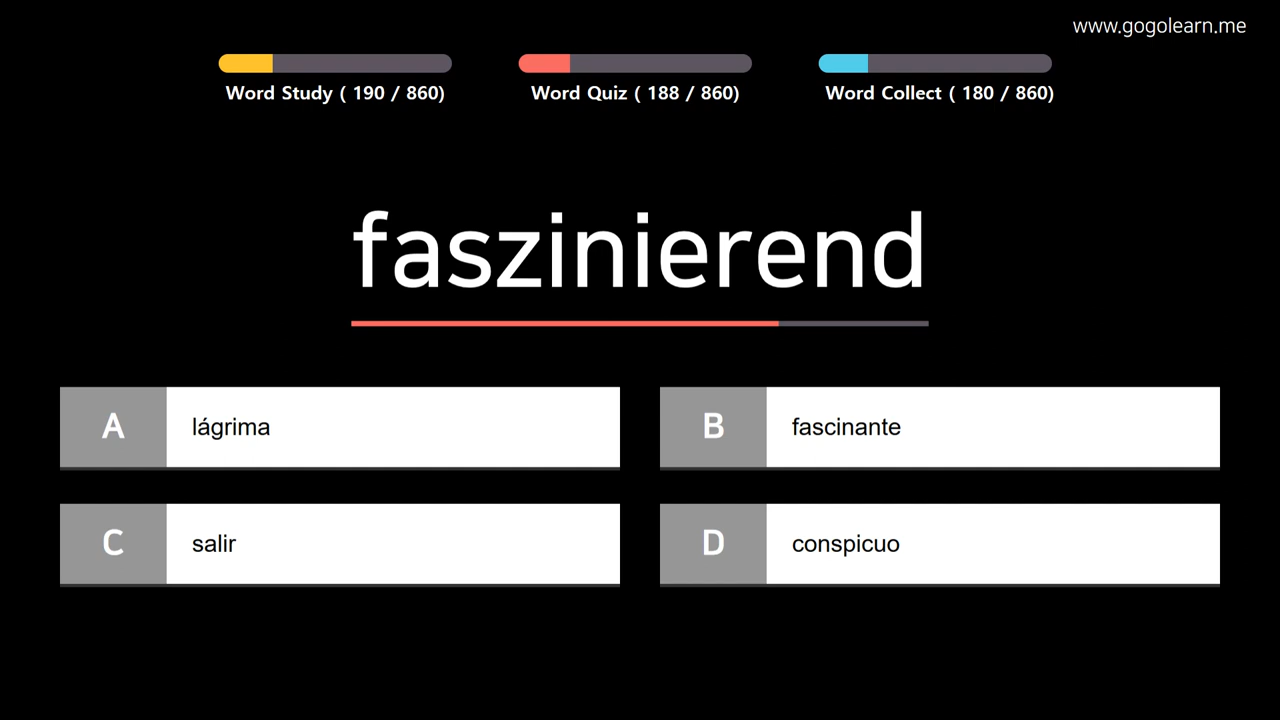 www.gogolearn.me
Word Study ( 190 / 860)
Word Quiz ( 188 / 860)
Word Collect ( 180 / 860)
faszinierend
A lágrima
B fascinante
C salir
D conspicuo